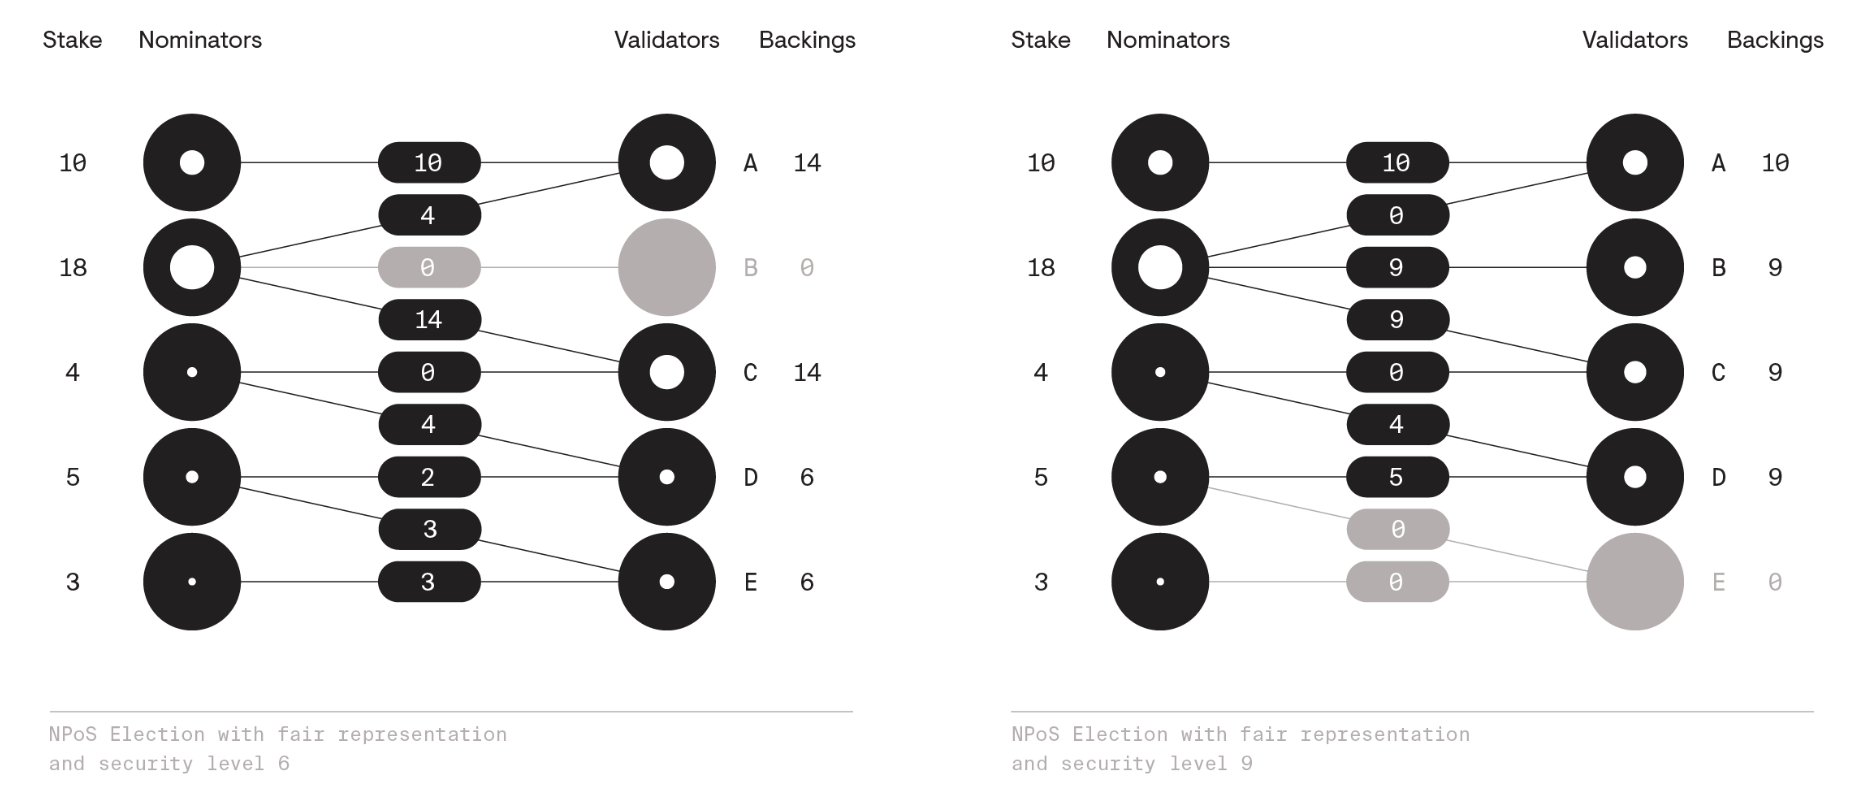 Stake Nominators Validators Backings
10 10 A 14
4
18 0 B 0
14
4 0 C 14
4
5 2 D 6
3
3 3 E 6
NPoS Election with fair representation
and security level 6
Stake Nominators Validators Backings
10 10 A 10
0
18 9 B 9
9
4 0 C 9
4
5 5 D 9
0
3 0 E 0
NPoS Election with fair representation
and security level 9